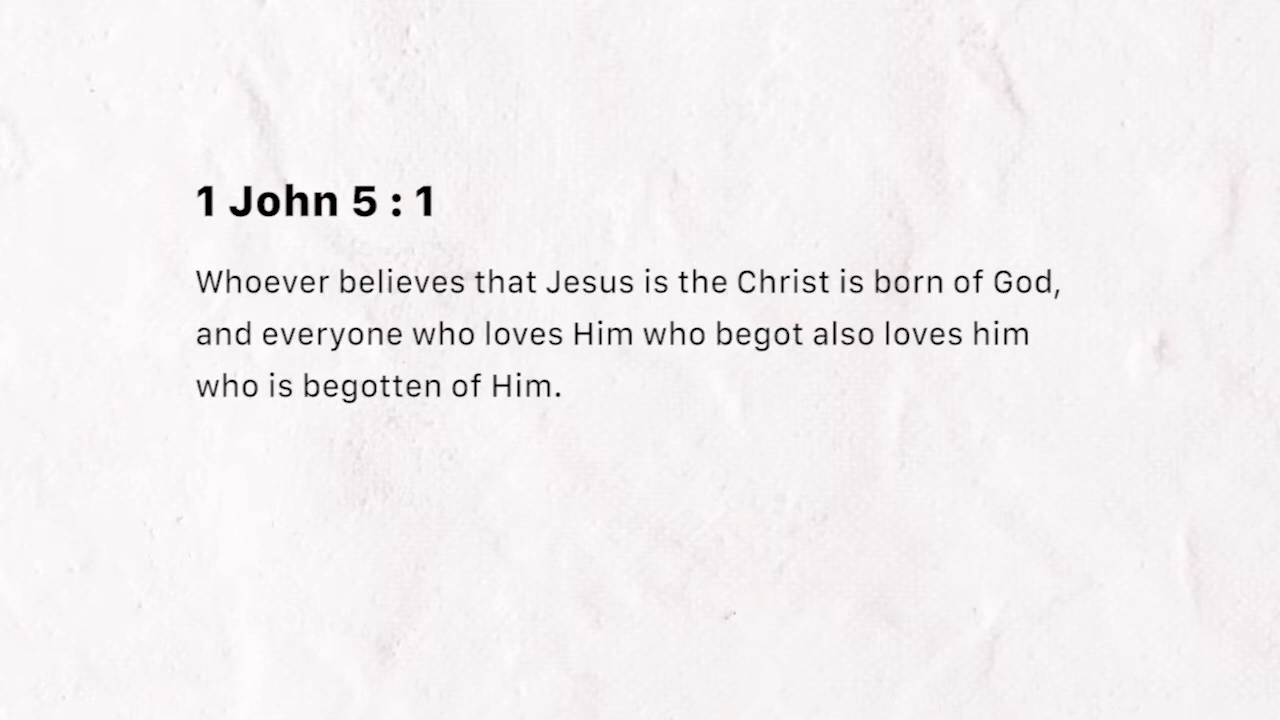 1 John 5 : 1
Whoever believes that Jesus is the Christ is born of God,
and everyone who loves Him who begot also loves him
who is begotten of Him.